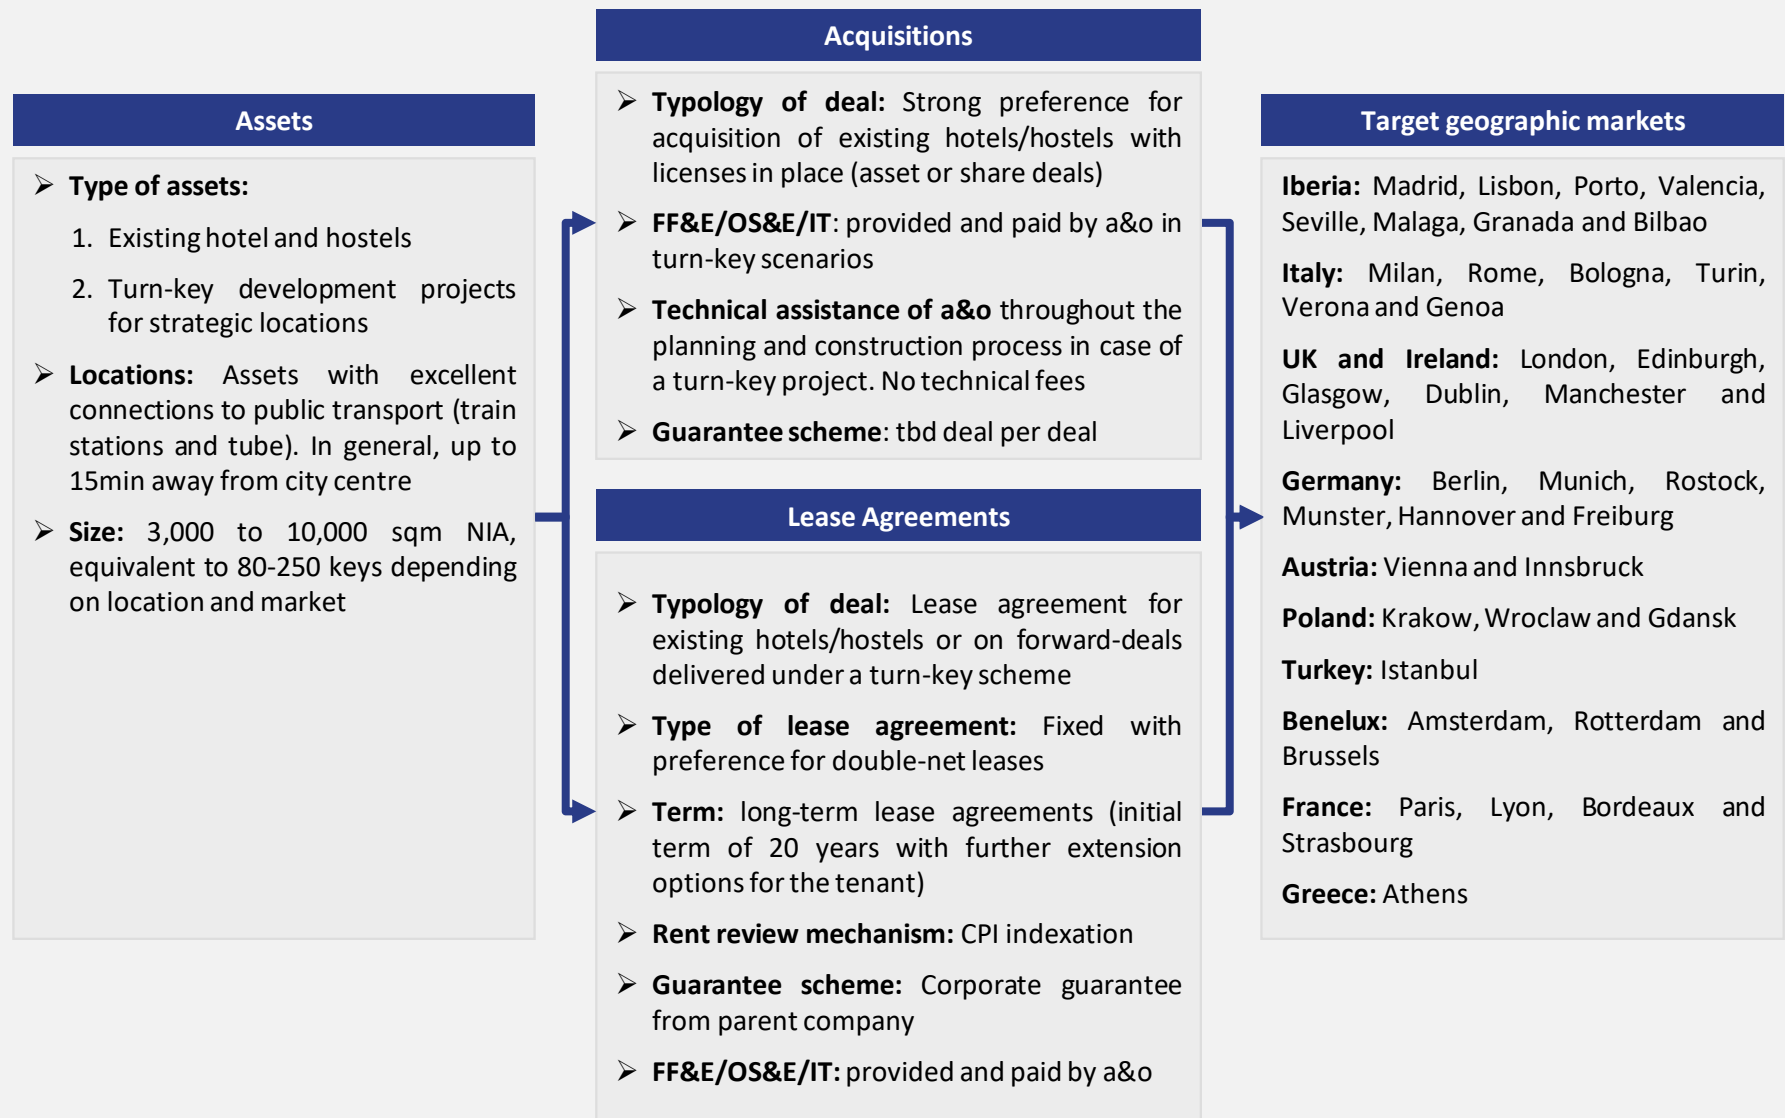 Assets
➢ Type of assets:
1. Existing hotel and hostels
2. Turn-key development projects
for strategic locations
➢ Locations: Assets with excellent
connections to public transport (train
stations and tube). In general, up to
15min away from city centre
➢ Size: 3,000 to 10,000 sqm NIA,
equivalent to 80-250 keys depending
on location and market
Acquisitions
➢ Typology of deal: Strong preference for
acquisition of existing hotels/hostels with
licenses in place (asset or share deals)
➢ FF&E/OS&E/IT: provided and paid by a&o in
turn-key scenarios
➢ Technical assistance of a&o throughout the
planning and construction process in case of
a turn-key project. No technical fees
➢ Guarantee scheme: tbd deal per deal
Lease Agreements
➢ Typology of deal: Lease agreement for
existing hotels/hostels or on forward-deals
delivered under a turn-key scheme
➢ Type of lease agreement: Fixed with
preference for double-net leases
➢ Term: long-term lease agreements (initial
term of 20 years with further extension
options for the tenant)
➢ Rent review mechanism: CPI indexation
➢ Guarantee scheme: Corporate guarantee
from parent company
➢ FF&E/OS&E/IT: provided and paid by a&o
Target geographic markets
Iberia: Madrid, Lisbon, Porto, Valencia,
Seville, Malaga, Granada and Bilbao
Italy: Milan, Rome, Bologna, Turin,
Verona and Genoa
UK and Ireland: London, Edinburgh,
Glasgow, Dublin, Manchester and
Liverpool
Germany: Berlin, Munich, Rostock,
Munster, Hannover and Freiburg
Austria: Vienna and Innsbruck
Poland: Krakow, Wroclaw and Gdansk
Turkey: Istanbul
Benelux: Amsterdam, Rotterdam and
Brussels
France: Paris, Lyon, Bordeaux and
Strasbourg
Greece: Athens